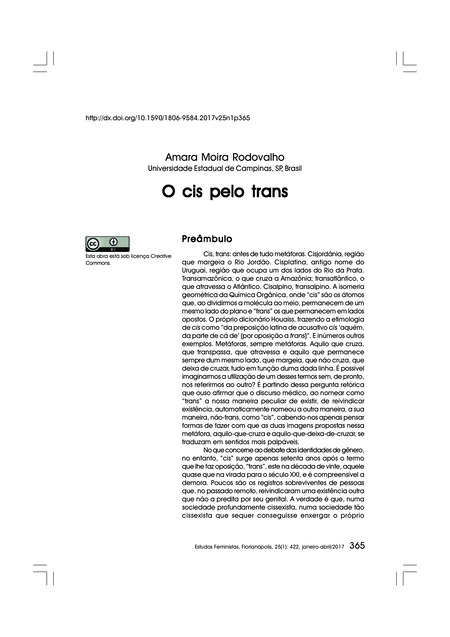 http://dx.doi.org/10.1590/1806-9584.2017v25n1p365
Amara Moira Rodovalho
Universidade Estadual de Campinas, SP, Brasil
O cis pelo trans
cc
BY
Esta obra está sob licença Creative
Commons.
Preâmbulo
Cis, trans: antes de tudo metáforas. Cisjordânia, região
que margeia o Rio Jordão. Cisplatina, antigo nome do
Uruguai, região que ocupa um dos lados do Rio da Prata.
Transamazônica, o que cruza a Amazônia; transatlântico, o
que atravessa o Atlântico. Cisalpino, transalpino. A isomeria
geométrica da Química Orgânica, onde “cis” são os átomos
que, ao dividirmos a molécula ao meio, permanecem de um
mesmo lado do plano e “trans” os que permanecem em lados
opostos. O próprio dicionário Houaiss, trazendo a etimologia
de cis como “da preposição latina de acusativo cis ‘aquém,
da parte de cá de’ (por oposição a trans)”. E inúmeros outros
exemplos. Metáforas, sempre metáforas. Aquilo que cruza,
que transpassa, que atravessa e aquilo que permanece
sempre dum mesmo lado, que margeia, que não cruza, que
deixa de cruzar, tudo em função duma dada linha. É possível
imaginarmos a utilização de um desses termos sem, de pronto,
nos referirmos ao outro? É partindo dessa pergunta retórica
que ouso afirmar que o discurso médico, ao nomear como
“trans” a nossa maneira peculiar de existir, de reivindicar
existência, automaticamente nomeou a outra maneira, a sua
maneira, não-trans, como “cis”, cabendo-nos apenas pensar
formas de fazer com que as duas imagens propostas nessa
metáfora, aquilo-que-cruza e aquilo-que-deixa-de-cruzar, se
traduzam em sentidos mais palpáveis.
No que concerne ao debate das identidades de gênero,
no entanto, “cis” surge apenas setenta anos após o termo
que lhe faz oposição, “trans”, este na década de vinte, aquele
quase que na virada para o século XXI, e é compreensível a
demora. Poucos são os registros sobreviventes de pessoas
que, no passado remoto, reivindicaram uma existência outra
que não a predita por seu genital. A verdade é que, numa
sociedade profundamente cissexista, numa sociedade tão
cissexista que sequer conseguisse enxergar o próprio
Estudos Feministas, Florianópolis, 25(1): 422, janeiro-abril/2017 365